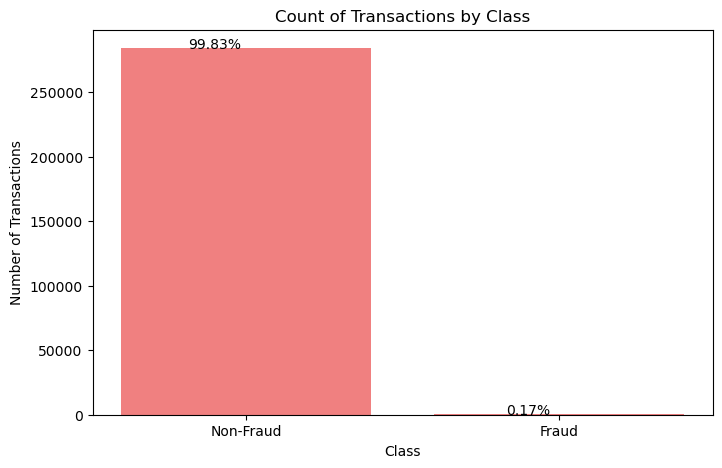 Count of Transactions by Class
Number of Transactions
250000
200000
150000
100000
50000
0
99.83%
0.17%
Non-Fraud
Fraud
Class